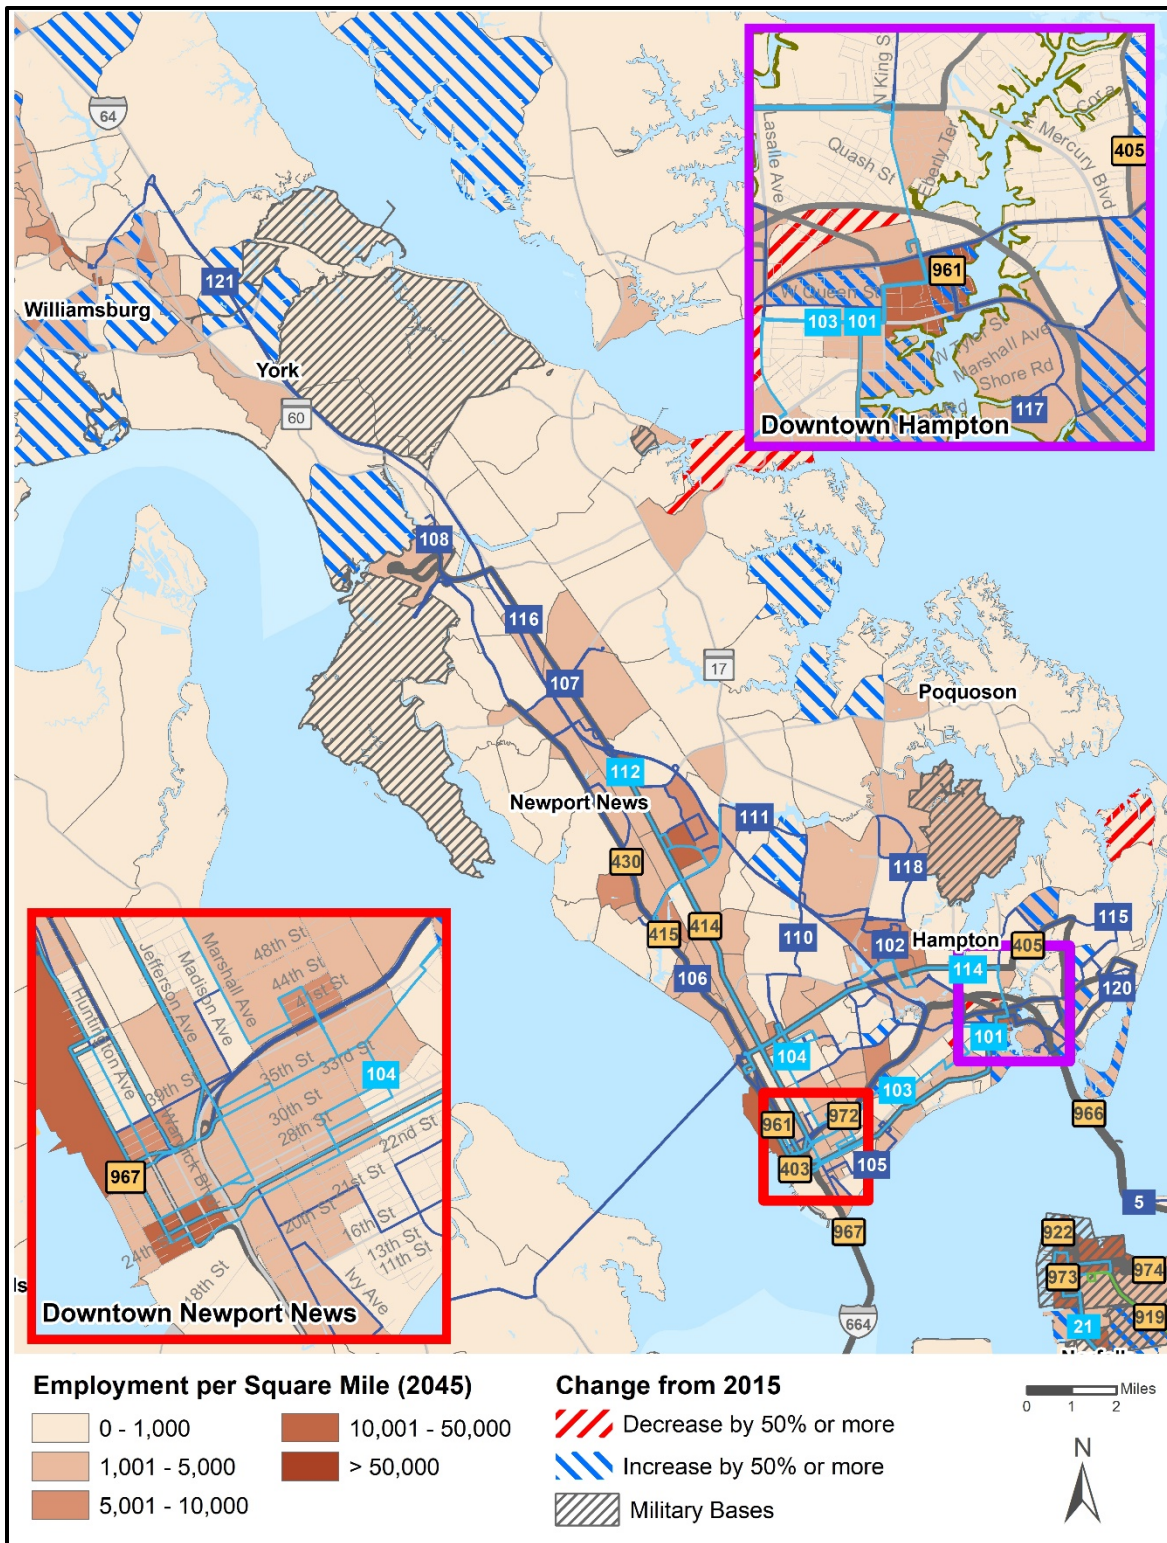 64
121
Williamsburg
York
60
108
116
107
17
Poquoson
112
Newport News
111
430
118
415
414
110
102
Hampton
405
115
106
114
120
101
104
103
961
972
966
403
105
967
5
664
922
974
973
919
21
N King S
Cora
Lasalle Ave
Mercury Blvd
405
Quash St
Eberly Ter
961
W Queen St
103
101
W Tyler St
Marshall Ave
Shore Rd
Rd
117
Downtown Hampton
48th St
Marshall Ave
44th St
41st St
Jefferson Ave
Madison Ave
Huntington Ave
33rd St
35th St
104
39th St
30th St
28th St
22nd St
Warwick Bl
967
21st St
20th St
16th St
24th
13th St
11th St
18th St
Ivy Ave
ls
Downtown Newport News
Employment per Square Mile (2045)
0 - 1,000
1,001 - 5,000
5,001 - 10,000
10,001 - 50,000
> 50,000
Change from 2015
Decrease by 50% or more
Increase by 50% or more
Military Bases
Miles
0 1 2
N